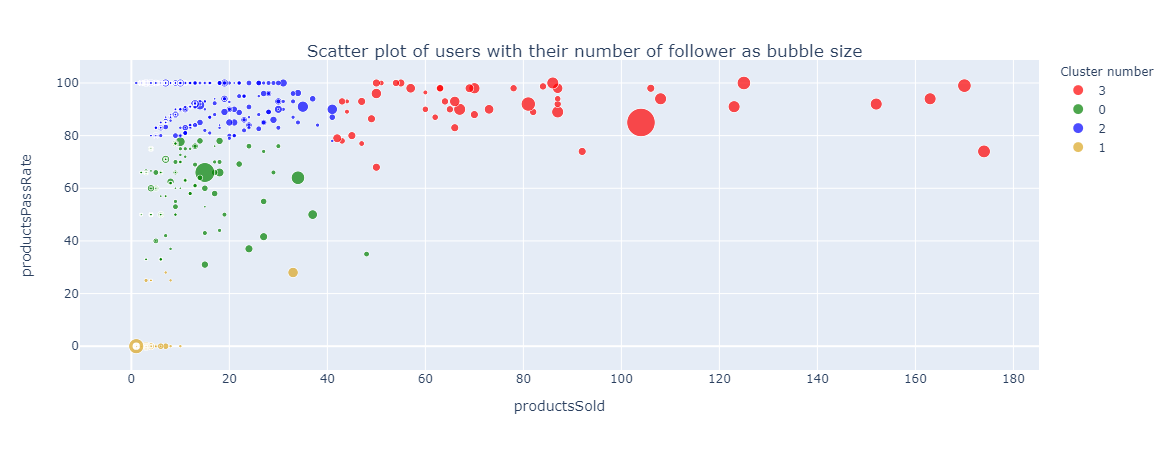 Scatter plot of users with their number of follower as bubble size
Cluster number
3
0
2
1
productsPassRate
100
80
60
40
20
0
0 20 40 60 80 100 120 140 160 180
productsSold